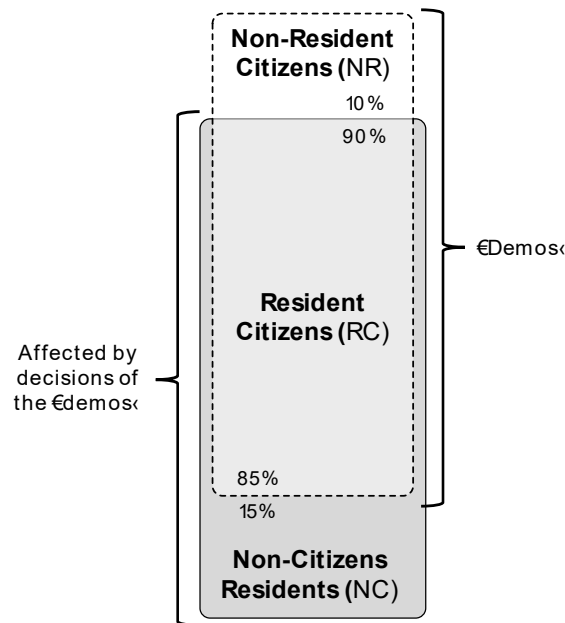 Non-Resident
Citizens (NR)
10%
90%
€Demos‹
Resident
Citizens (RC)
Affected by
decisions of
the €demos‹
85%
15%
Non-Citizens
Residents (NC)